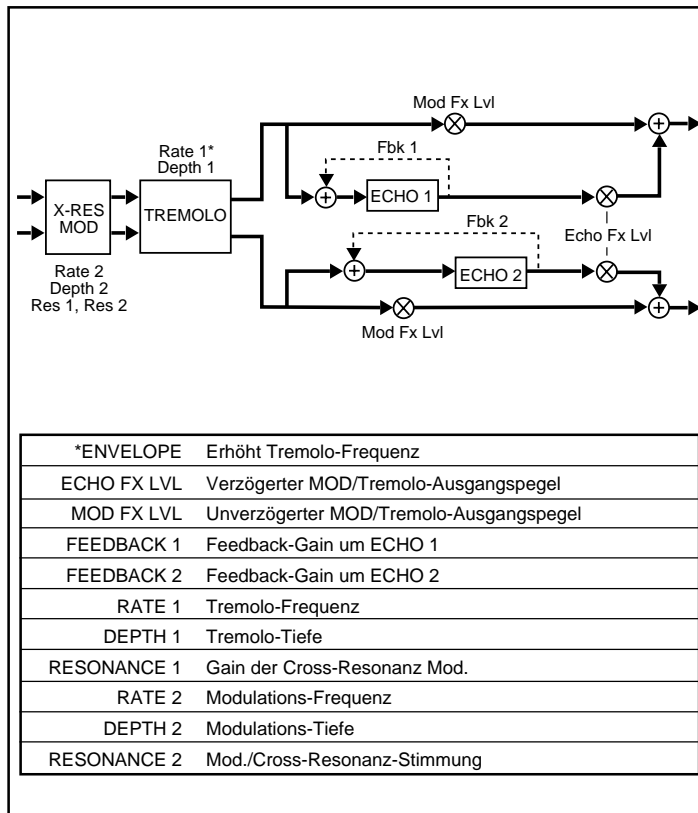 Mod Fx Lvl
Rate 1*
Depth 1
Fbk 1
X-RES
MOD
TREMOLO
ECHO 1
Fbk 2
Echo Fx Lvl
ECHO 2
Rate 2
Depth 2
Res 1, Res 2
Mod Fx Lvl
*ENVELOPE Erhöht Tremolo-Frequenz
ECHO FX LVL Verzögerter MOD/Tremolo-Ausgangspegel
MOD FX LVL Unverzögerter MOD/Tremolo-Ausgangspegel
FEEDBACK 1 Feedback-Gain um ECHO 1
FEEDBACK 2 Feedback-Gain um ECHO 2
RATE 1 Tremolo-Frequenz
DEPTH 1 Tremolo-Tiefe
RESONANCE 1 Gain der Cross-Resonanz Mod.
RATE 2 Modulations-Frequenz
DEPTH 2 Modulations-Tiefe
RESONANCE 2 Mod./Cross-Resonanz-Stimmung